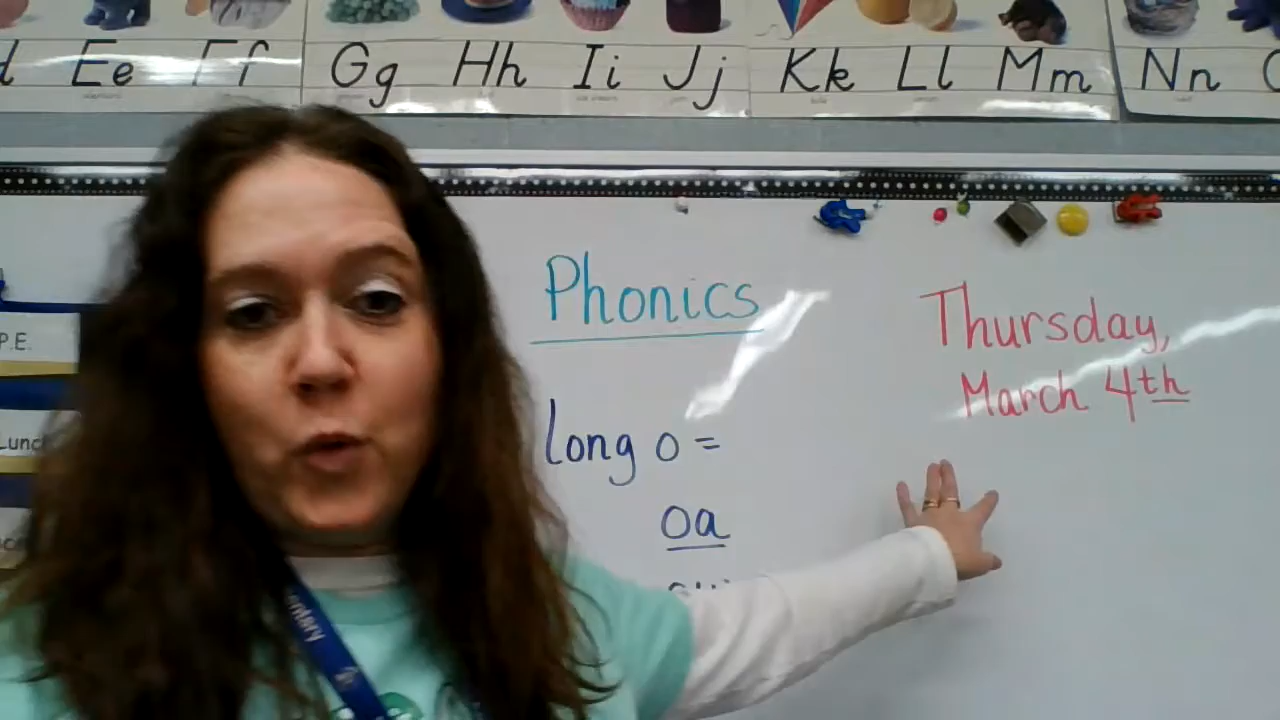 Ee Ff Gg Hh Ii Jj Kk Ll Mm Nn
Phonics
Thursday,
March 4th
P.E.
long o =
oa